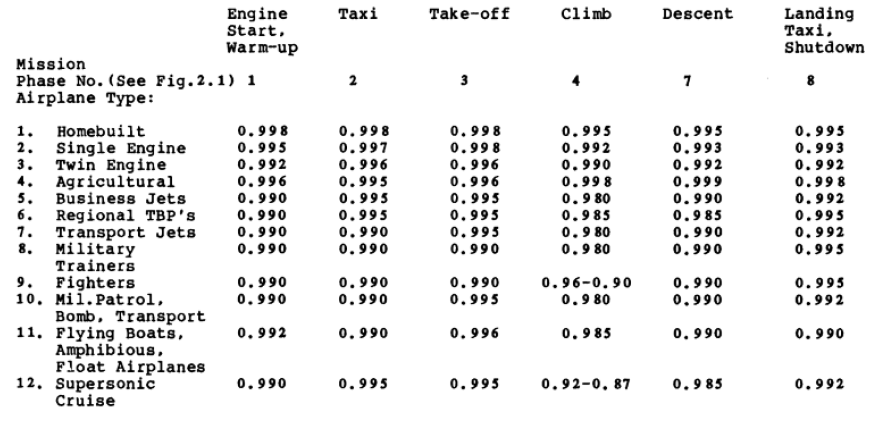 Engine Taxi Take-off Climb Descent Landing
Start, Taxi,
Warm-up Shutdown
Mission
Phase No.(See Fig.2.1) 1 2 3 4 7 8
Airplane Type:
1. Homebuilt 0.998 0.998 0.998 0.995 0.995 0.995
2. Single Engine 0.995 0.997 0.998 0.992 0.993 0.993
3. Twin Engine 0.992 0.996 0.996 0.990 0.992 0.992
4. Agricultural 0.996 0.995 0.996 0.998 0.999 0.998
5. Business Jets 0.990 0.995 0.995 0.980 0.990 0.992
6. Regional TBP's 0.990 0.995 0.995 0.985 0.985 0.995
7. Transport Jets 0.990 0.990 0.995 0.980 0.990 0.992
8. Military 0.990 0.990 0.990 0.980 0.990 0.995
Trainers
9. Fighters 0.990 0.990 0.990 0.96-0.90 0.990 0.995
10. Mil.Patrol, 0.990 0.990 0.995 0.980 0.990 0.992
Bomb, Transport
11. Flying Boats, 0.992 0.990 0.996 0.985 0.990 0.990
Amphibious,
Float Airplanes
12. Supersonic 0.990 0.995 0.995 0.92-0.87 0.985 0.992
Cruise